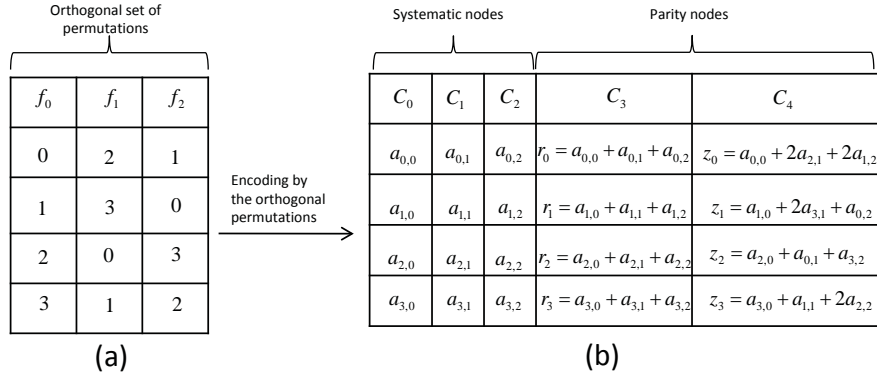 Orthogonal set of
permutations
f₀ f₁ f₂
0 2 1
1 3 0
2 0 3
3 1 2
(a)
Encoding by
the orthogonal
permutations
Systematic nodes Parity nodes
C₀ C₁ C₂ C₃ C₄
a₀,₀ a₀,₁ a₀,₂ r₀ = a₀,₀ + a₀,₁ + a₀,₂ z₀ = a₀,₀ + 2a₂,₁ + 2a₁,₂
a₁,₀ a₁,₁ a₁,₂ r₁ = a₁,₀ + a₁,₁ + a₁,₂ z₁ = a₁,₀ + 2a₃,₁ + a₀,₂
a₂,₀ a₂,₁ a₂,₂ r₂ = a₂,₀ + a₂,₁ + a₂,₂ z₂ = a₂,₀ + a₀,₁ + a₃,₂
a₃,₀ a₃,₁ a₃,₂ r₃ = a₃,₀ + a₃,₁ + a₃,₂ z₃ = a₃,₀ + a₁,₁ + 2a₂,₂
(b)